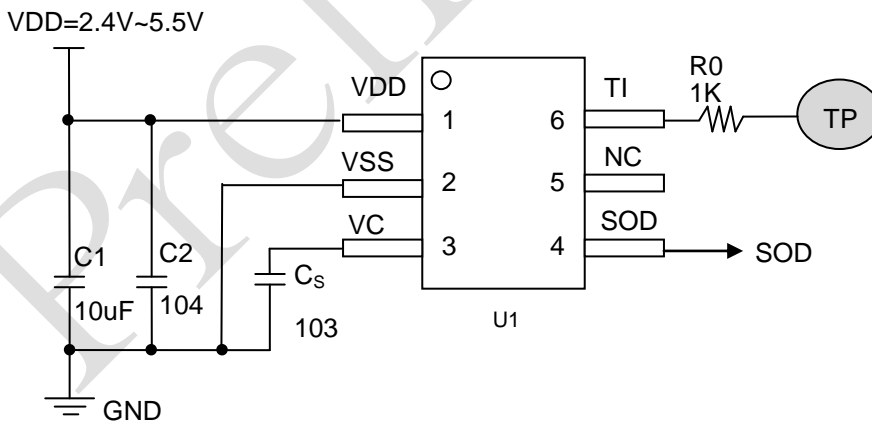 VDD=2.4V~5.5V
VDD
1
VSS
2
VC
3
TI
6
NC
5
SOD
4
R0
1K
TP
SOD
C1
10uF
C2
104
CS
103
U1
GND
Preli